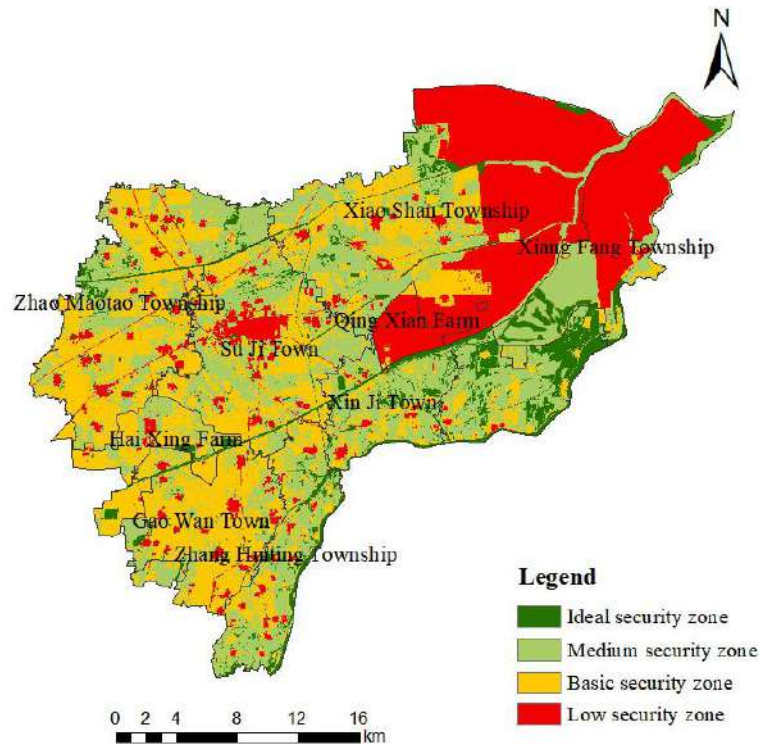 N
Xiao Shan Township
Xiang Fang Township
Zhao Maotao Township
Qing Xian Farm
Su Ji Town
Xin Ji Town
Hai Xing Farm
Gao Wan Town
Zhang Huiting Township
Legend
Ideal security zone
Medium security zone
Basic security zone
Low security zone
0 2 4 8 12 16
km